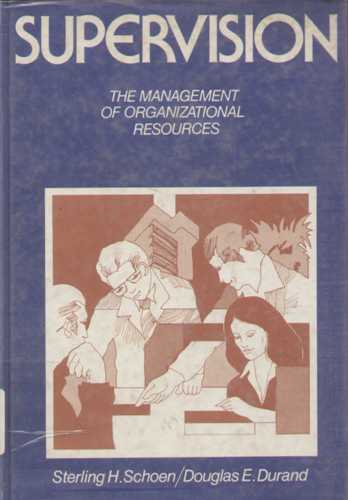 SUPERVISION
THE MANAGEMENT
OF ORGANIZATIONAL
RESOURCES
Sterling H. Schoen/Douglas E. Durand